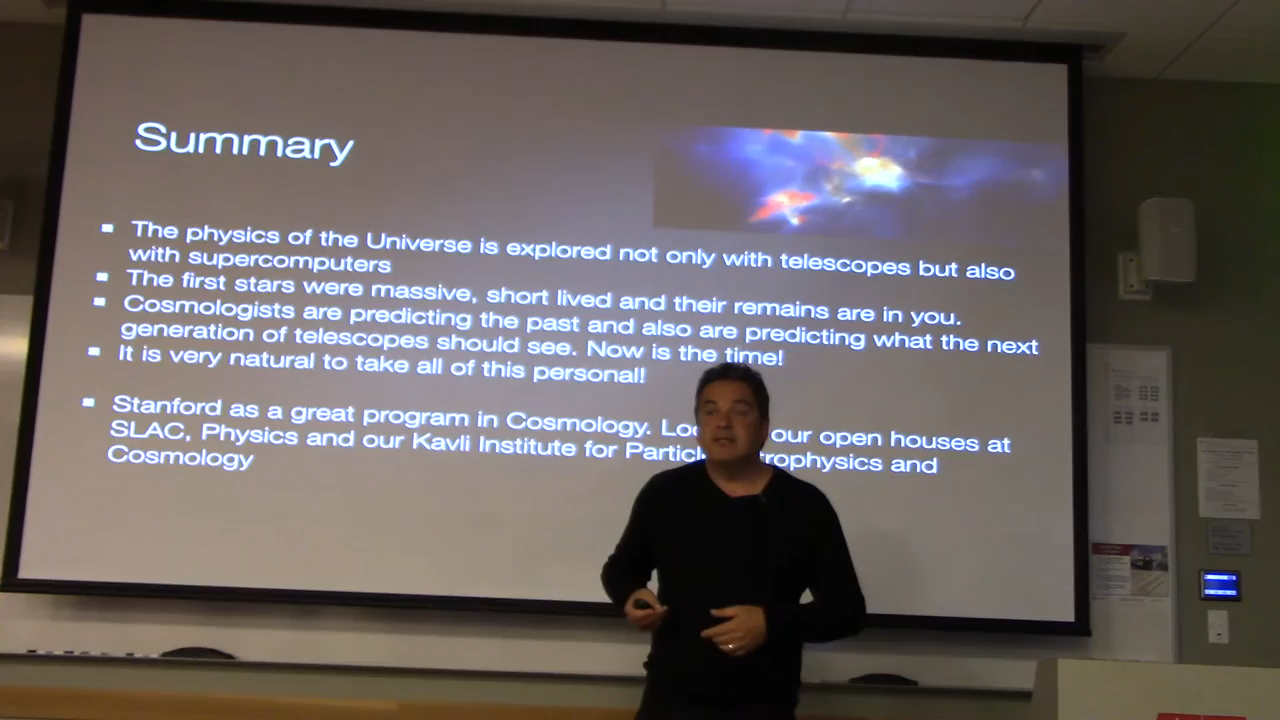 Summary
The physics of the Universe is explored not only with telescopes but also
with supercomputers
The first stars were massive, short lived and their remains are in you.
Cosmologists are predicting the past and also are predicting what the next
generation of telescopes should see. Now is the time!
It is very natural to take all of this personal!
Stanford as a great program in Cosmology. our open houses at
SLAC, Physics and our Kavli Institute for and
Cosmology